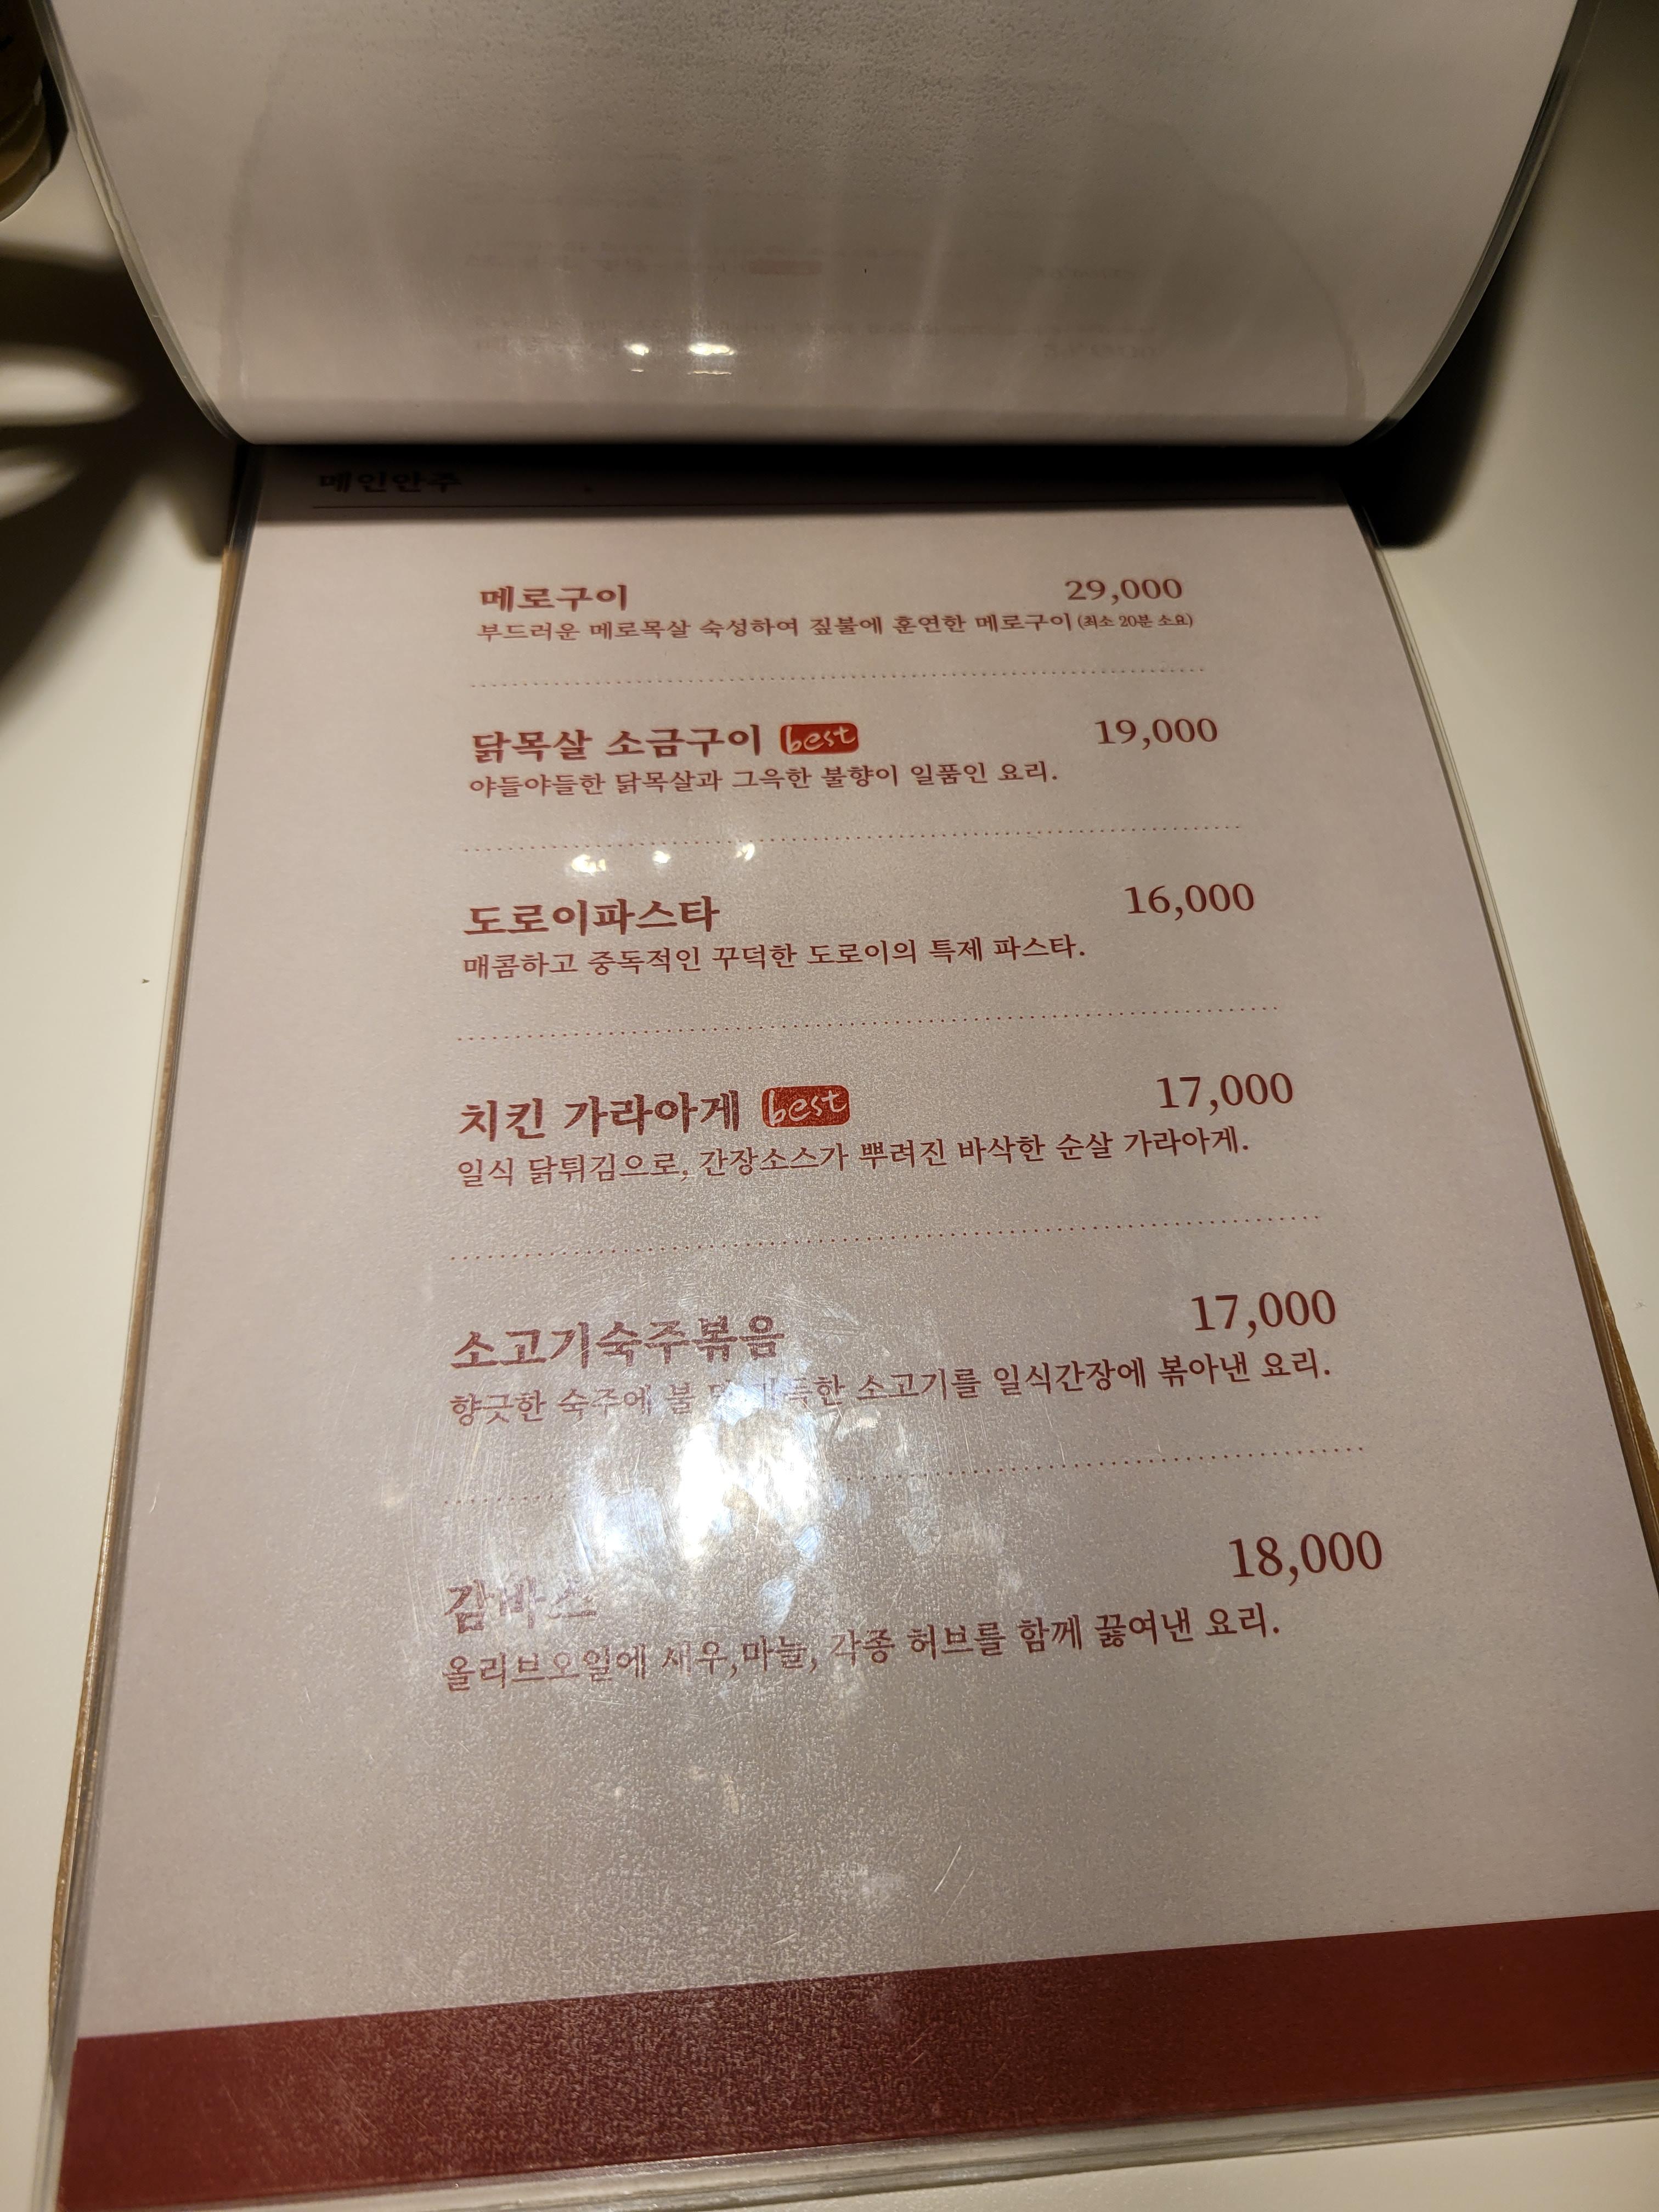 메인안주
메로구이 29,000
부드러운 메로목살 숙성하여 짚불에 훈연한 메로구이 (최소 20분 소요)
닭목살 소금구이 best 19,000
야들야들한 닭목살과 그윽한 불향이 일품인 요리.
도로이파스타 16,000
매콤하고 중독적인 꾸덕한 도로이의 특제 파스타.
치킨 가라아게 best 17,000
일식 닭튀김으로, 간장소스가 뿌려진 바삭한 순살 가라아게.
소고기숙주볶음 17,000
향긋한 숙주에 불 소고기를 일식간장에 볶아낸 요리.
감바스 18,000
올리브오일에 새우,마늘, 각종 허브를 함께 끓여낸 요리.